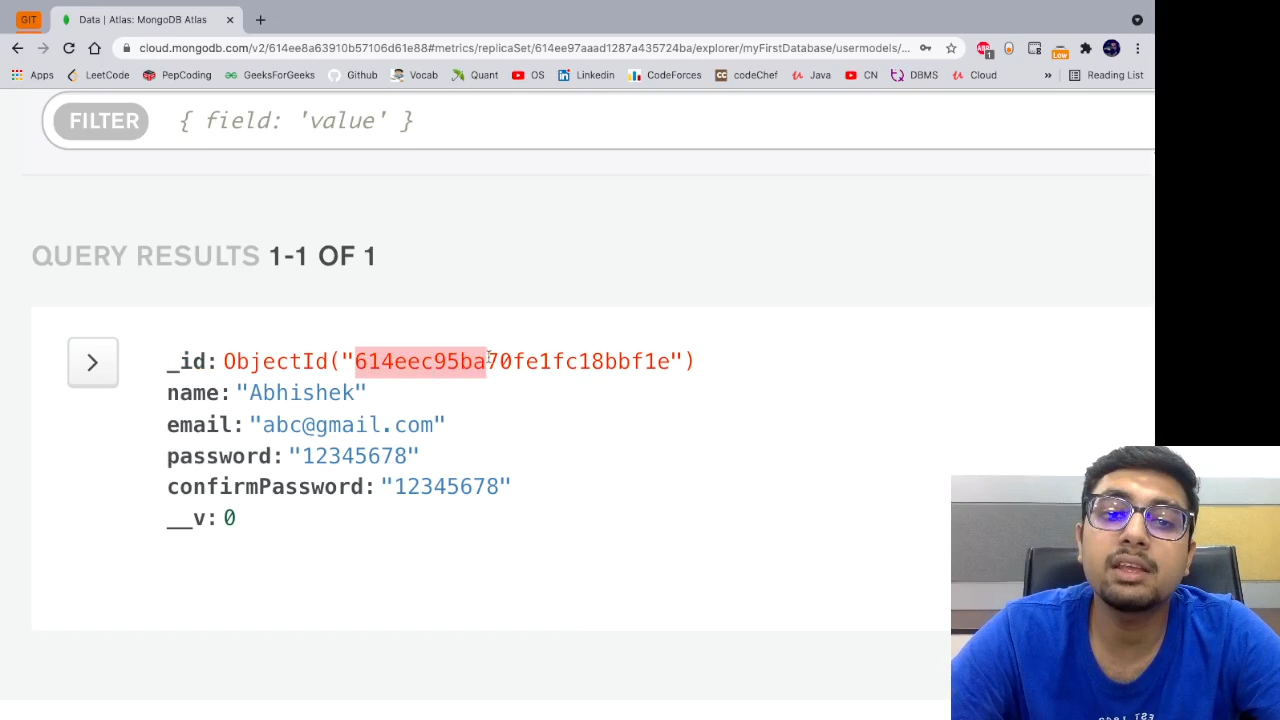 GIT
Data | Atlas: MongoDB Atlas
cloud.mongodb.com/v2/614ee8a63910b57106d61e88#metrics/replicaSet/614ee97aaad1287a435724ba/explorer/myFirstDatabase/usermodels/...
Apps LeetCode PepCoding GeeksForGeeks Github Vocab Quant OS Linkedin CodeForces codeChef Java CN DBMS Cloud » Reading List
FILTER { field: 'value' }
QUERY RESULTS 1-1 OF 1
_id: ObjectId("614eec95ba70fe1fc18bbf1e")
name: "Abhishek"
email: "abc@gmail.com"
password: "12345678"
confirmPassword: "12345678"
__v: 0